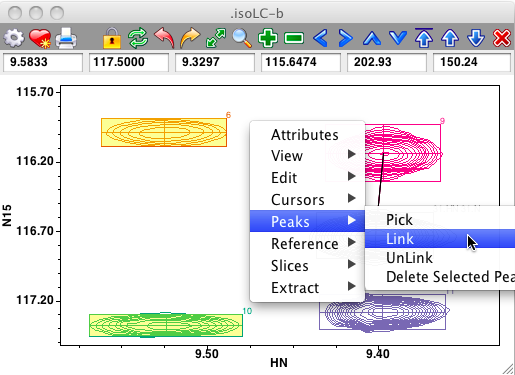 .isoLC-b
9.5833 117.5000 9.3297 115.6474 202.93 150.24
115.70
6
9
Attributes
116.20
View
Edit
Cursors
Peaks
Pick
N15
116.70
Reference
Link
Slices
UnLink
Extract
Delete Selected Pea
117.20
10
9.50
9.40
HN